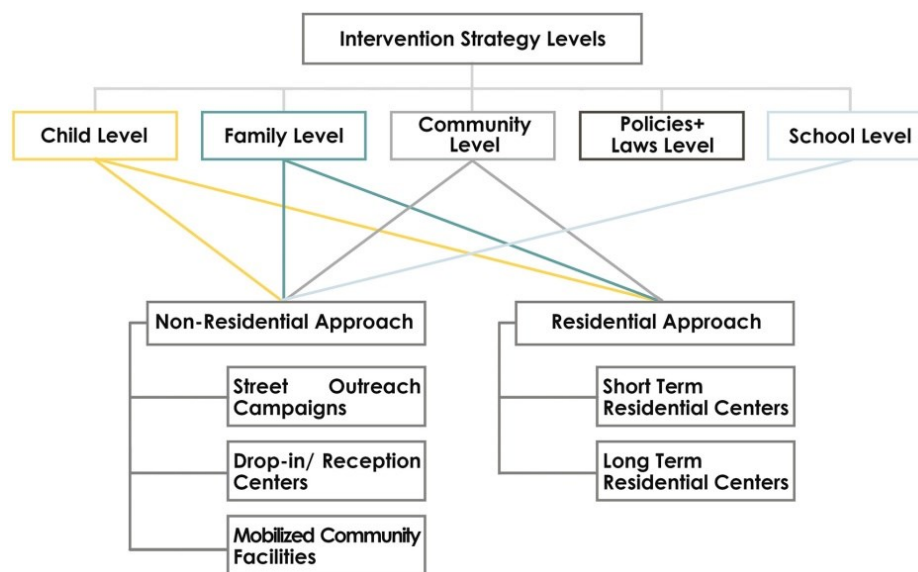 Intervention Strategy Levels
Child Level
Family Level
Community
Level
Policies+
Laws Level
School Level
Non-Residential Approach
Street Outreach
Campaigns
Drop-in/ Reception
Centers
Mobilized Community
Facilities
Residential Approach
Short Term
Residential Centers
Long Term
Residential Centers